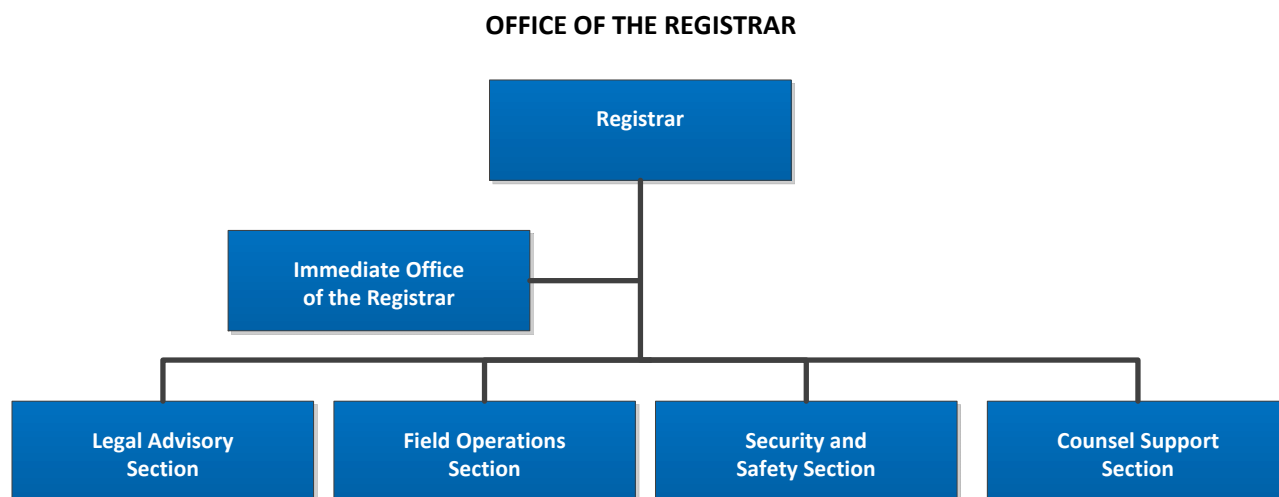 OFFICE OF THE REGISTRAR
Registrar
Immediate Office
of the Registrar
Legal Advisory
Section
Field Operations
Section
Security and
Safety Section
Counsel Support
Section